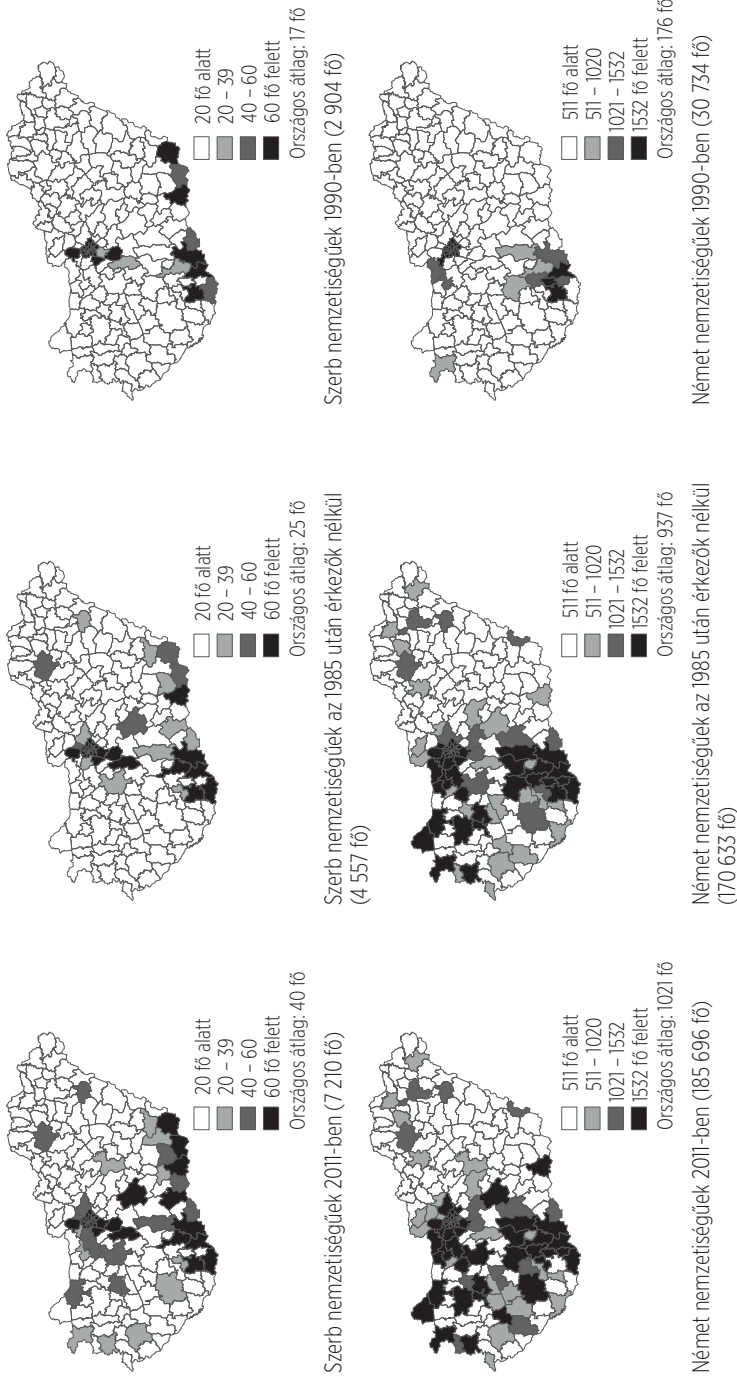 20 fő alatt
20 – 39
40 – 60
60 fő felett
Országos átlag: 40 fő
Szerb nemzetiségűek 2011-ben (7 210 fő)
20 fő alatt
20 – 39
40 – 60
60 fő felett
Országos átlag: 25 fő
Szerb nemzetiségűek az 1985 után érkezők nélkül
(4 557 fő)
20 fő alatt
20 – 39
40 – 60
60 fő felett
Országos átlag: 17 fő
Szerb nemzetiségűek 1990-ben (2 904 fő)
511 fő alatt
511 – 1020
1021 – 1532
1532 fő felett
Országos átlag: 1021 fő
Német nemzetiségűek 2011-ben (185 696 fő)
511 fő alatt
511 – 1020
1021 – 1532
1532 fő felett
Országos átlag: 937 fő
Német nemzetiségűek az 1985 után érkezők nélkül
(170 633 fő)
511 fő alatt
511 – 1020
1021 – 1532
1532 fő felett
Országos átlag: 176 fő
Német nemzetiségűek 1990-ben (30 734 fő)